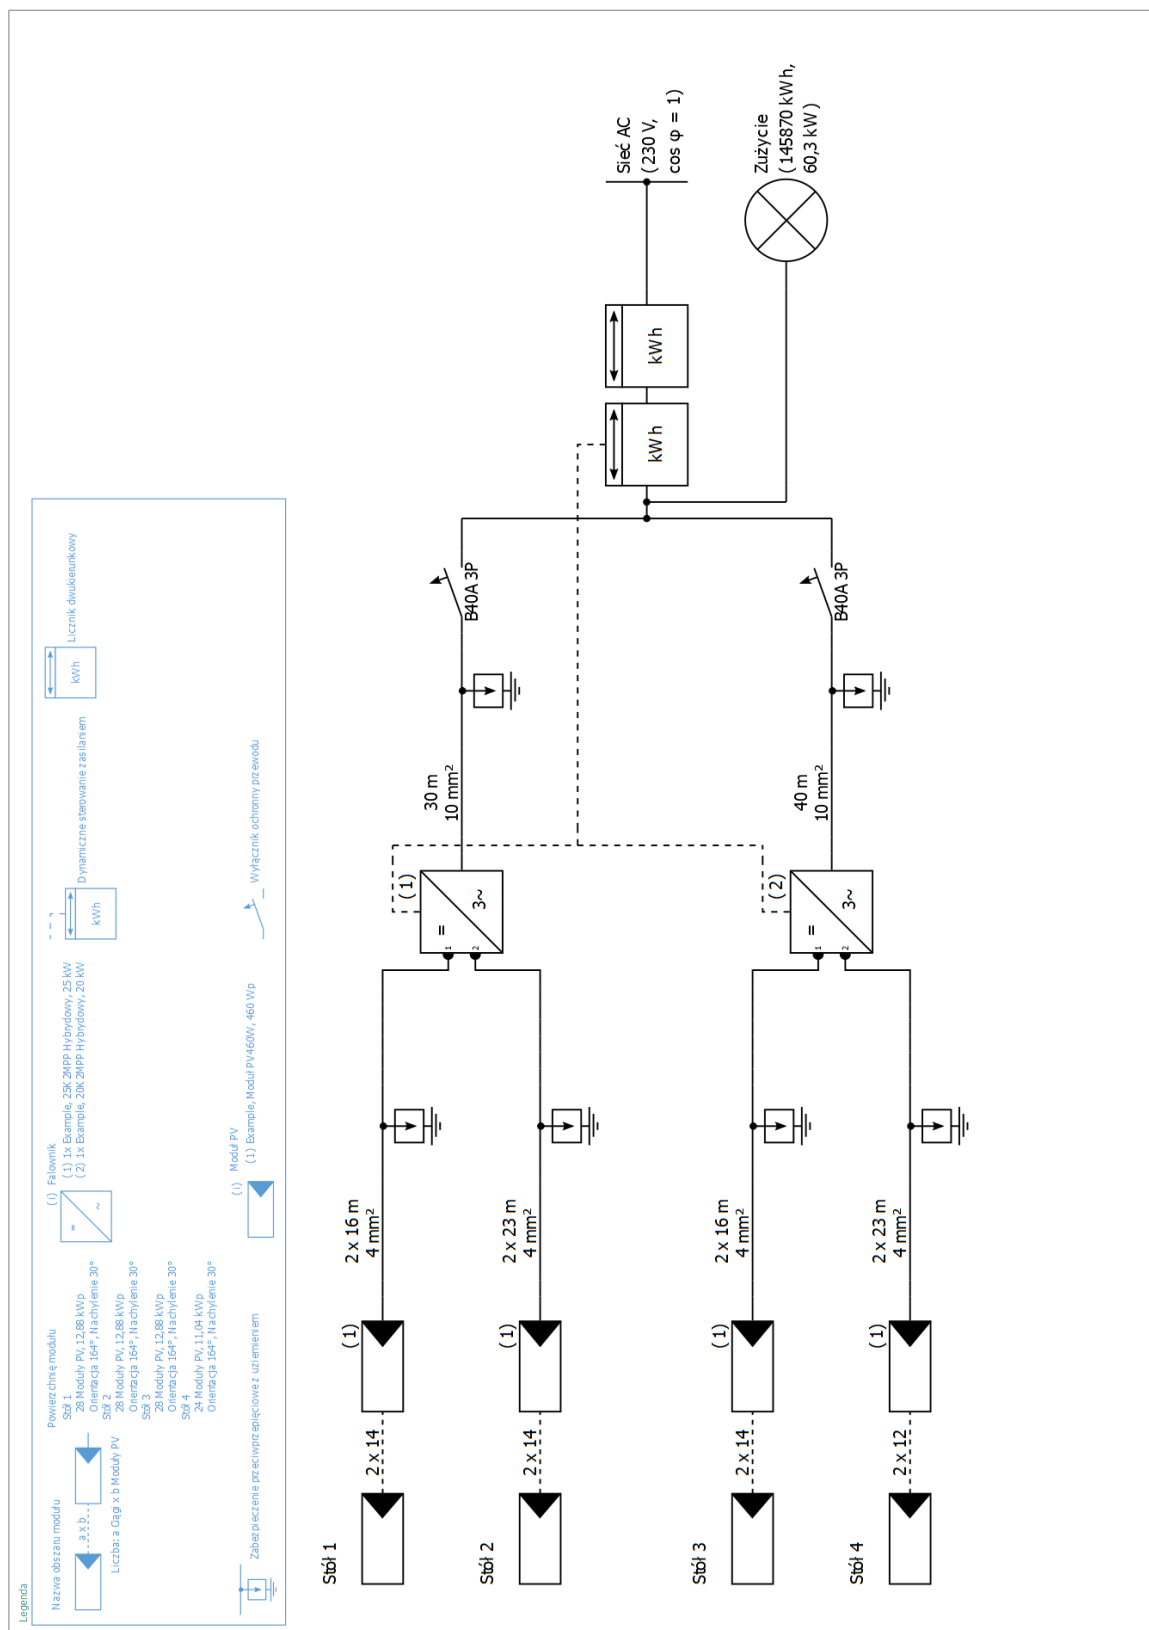 Legenda
Nazwa obszaru modułu
a x b
Liczba: a Ciągi x b Moduły PV
Powierzchnię modułu
Stół 1
28 Moduły PV, 12,88 kWp
Orientacja 164°, Nachylenie 30°
Stół 2
28 Moduły PV, 12,88 kWp
Orientacja 164°, Nachylenie 30°
Stół 3
28 Moduły PV, 12,88 kWp
Orientacja 164°, Nachylenie 30°
Stół 4
24 Moduły PV, 11,04 kWp
Orientacja 164°, Nachylenie 30°
(i) Falownik
= ~
(1) 1x Example, 25K 2MPP Hybrydowy, 25 kW
(2) 1x Example, 20K 2MPP Hybrydowy, 20 kW
kWh
Dynamiczne sterowanie zasilaniem
kWh
Licznik dwukierunkowy
Zabezpieczenie przeciwprzepięciowe z uziemieniem
(i) Moduł PV
(1) Example, Moduł PV460W, 460 Wp
Wyłącznik ochronny przewodu
Stół 1
2 x 14
(1)
2 x 16 m
4 mm²
Stół 2
2 x 14
(1)
2 x 23 m
4 mm²
1
2
= 3~
(1)
30 m
10 mm²
B40A 3P
Stół 3
2 x 14
(1)
2 x 16 m
4 mm²
Stół 4
2 x 12
(1)
2 x 23 m
4 mm²
1
2
= 3~
(2)
40 m
10 mm²
B40A 3P
kWh
kWh
Sieć AC
(230 V,
cos φ = 1)
Zużycie
(145870 kWh,
60,3 kW)